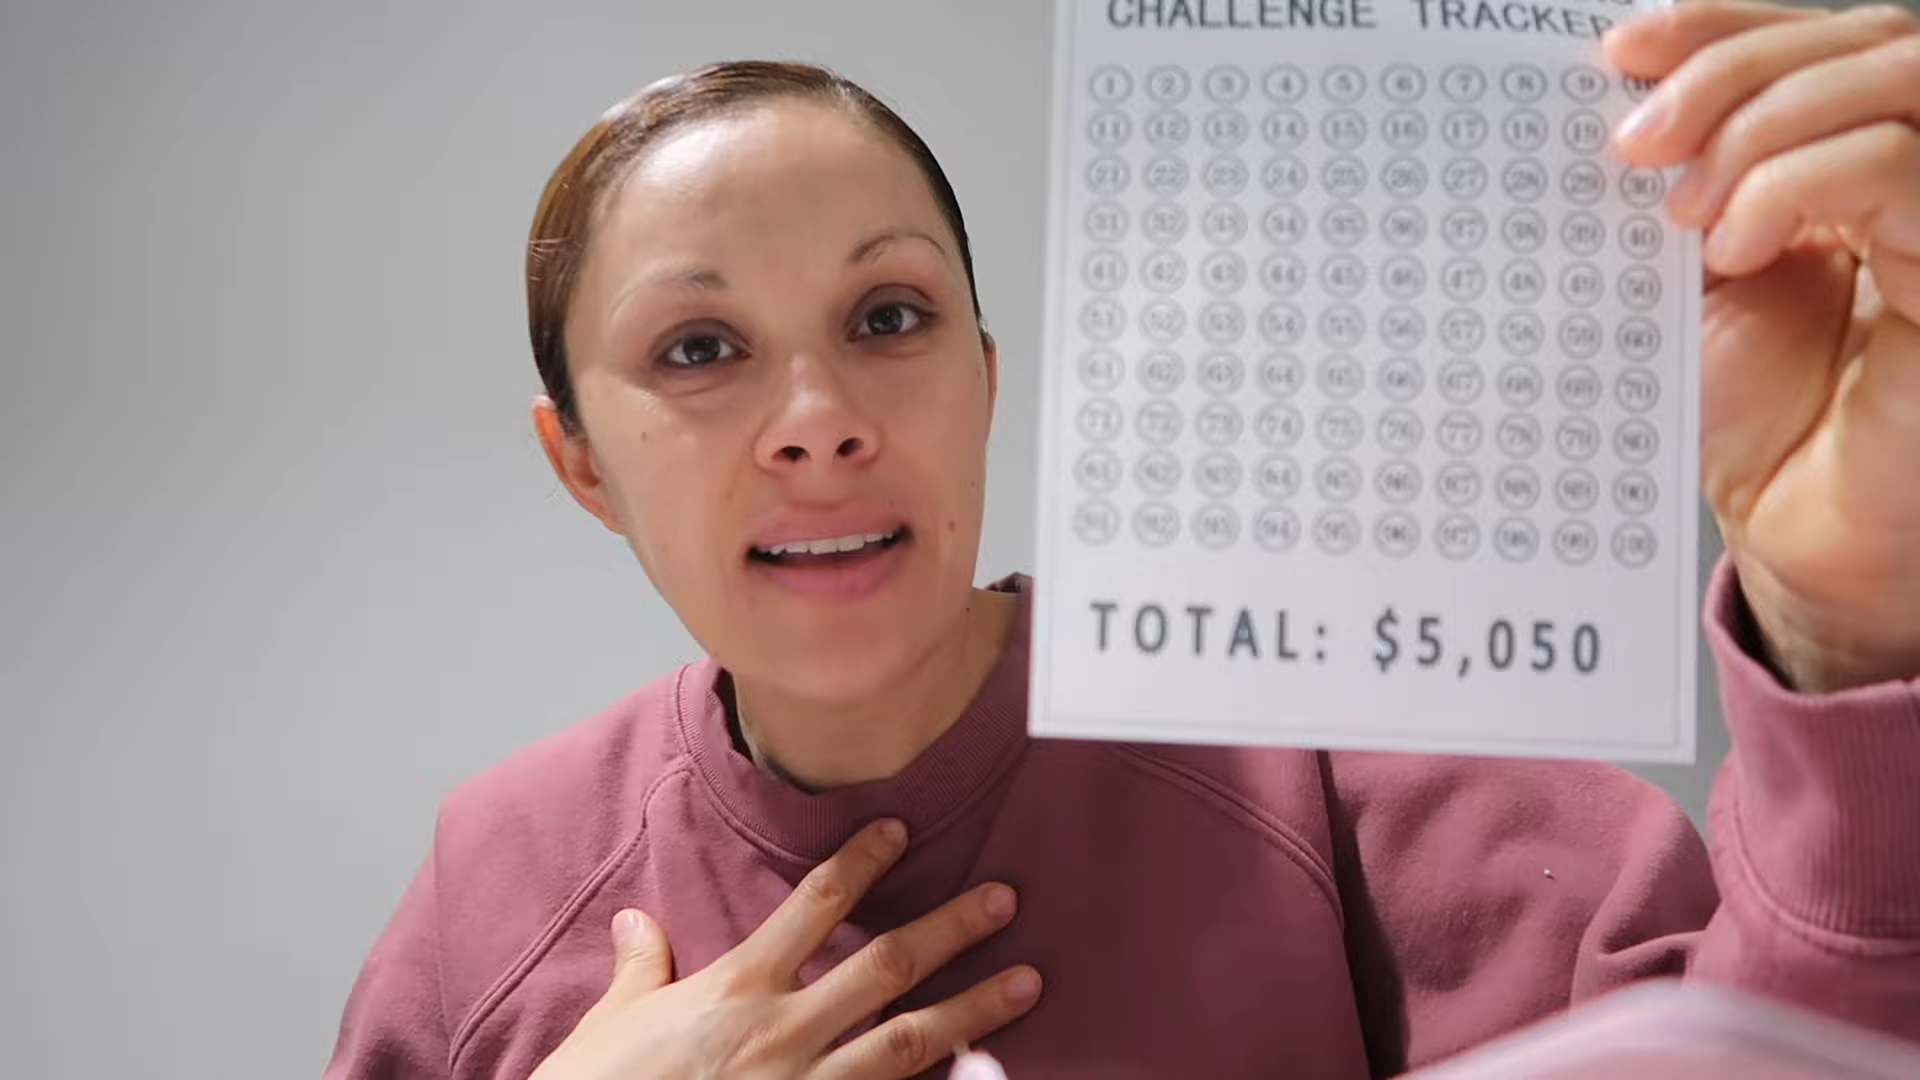 CHALLENGE TRACKER
1 2 3 4 5 6 7 8 9 10
11 12 13 14 15 16 17 18 19
21 22 23 24 25 26 27 28 29 30
31 32 33 34 35 36 37 38 39 40
41 42 43 44 45 46 47 48 49 50
51 52 53 54 55 56 57 58 59 60
61 62 63 64 65 66 67 68 69 70
71 72 73 74 75 76 77 78 79 80
81 82 83 84 85 86 87 88 89 90
91 92 93 94 95 96 97 98 99 100
TOTAL: $5,050